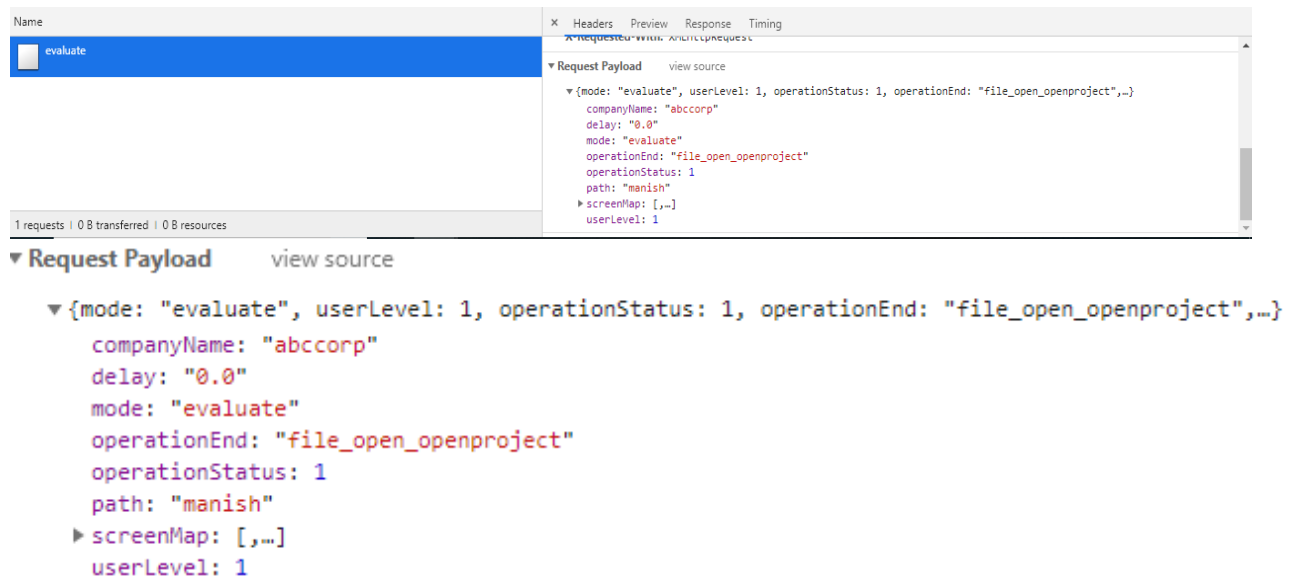 Name
× Headers Preview Response Timing
evaluate
X-Requested-With: XMLHttpRequest
▼ Request Payload view source
▼ {mode: "evaluate", userLevel: 1, operationStatus: 1, operationEnd: "file_open_openproject",…}
companyName: "abccorp"
delay: "0.0"
mode: "evaluate"
operationEnd: "file_open_openproject"
operationStatus: 1
path: "manish"
▶ screenMap: [,…]
userLevel: 1
1 requests | 0 B transferred | 0 B resources
▼ Request Payload view source
▼ {mode: "evaluate", userLevel: 1, operationStatus: 1, operationEnd: "file_open_openproject",…}
companyName: "abccorp"
delay: "0.0"
mode: "evaluate"
operationEnd: "file_open_openproject"
operationStatus: 1
path: "manish"
▶ screenMap: [,…]
userLevel: 1